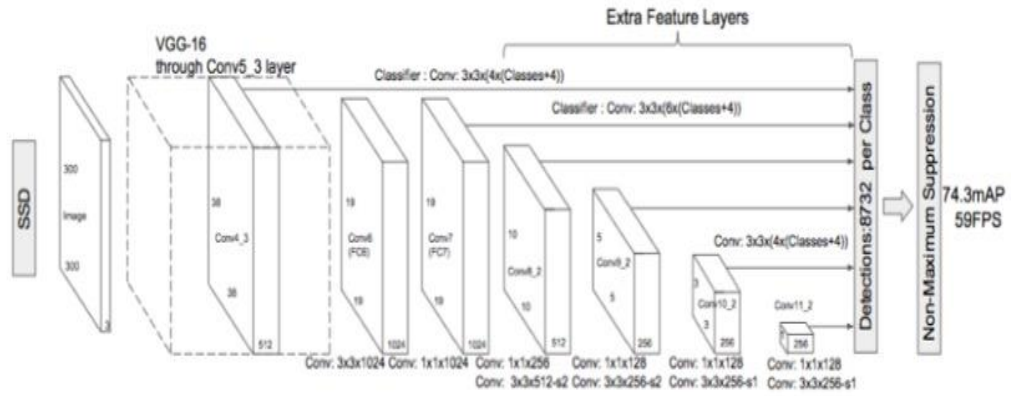 Extra Feature Layers
VGG-16
through Conv5_3 layer
Classifier : Conv: 3x3x(4x(Classes+4))
Classifier : Conv: 3x3x(6x(Classes+4))
SSD
300
Image
300
3
38
Conv4_3
38
512
19
Conv6
(FC6)
19
1024
19
Conv7
(FC7)
19
1024
10
Conv8_2
10
512
5
Conv9_2
5
256
Conv: 3x3x(4x(Classes+4))
3
Conv10_2
3
256
Conv11_2
256
Detections:8732 per Class
Non-Maximum Suppression
74.3mAP
59FPS
Conv: 3x3x1024 Conv: 1x1x1024 Conv: 1x1x256 Conv: 1x1x128 Conv: 1x1x128 Conv: 1x1x128
Conv: 3x3x512-s2 Conv: 3x3x256-s2 Conv: 3x3x256-s1 Conv: 3x3x256-s1